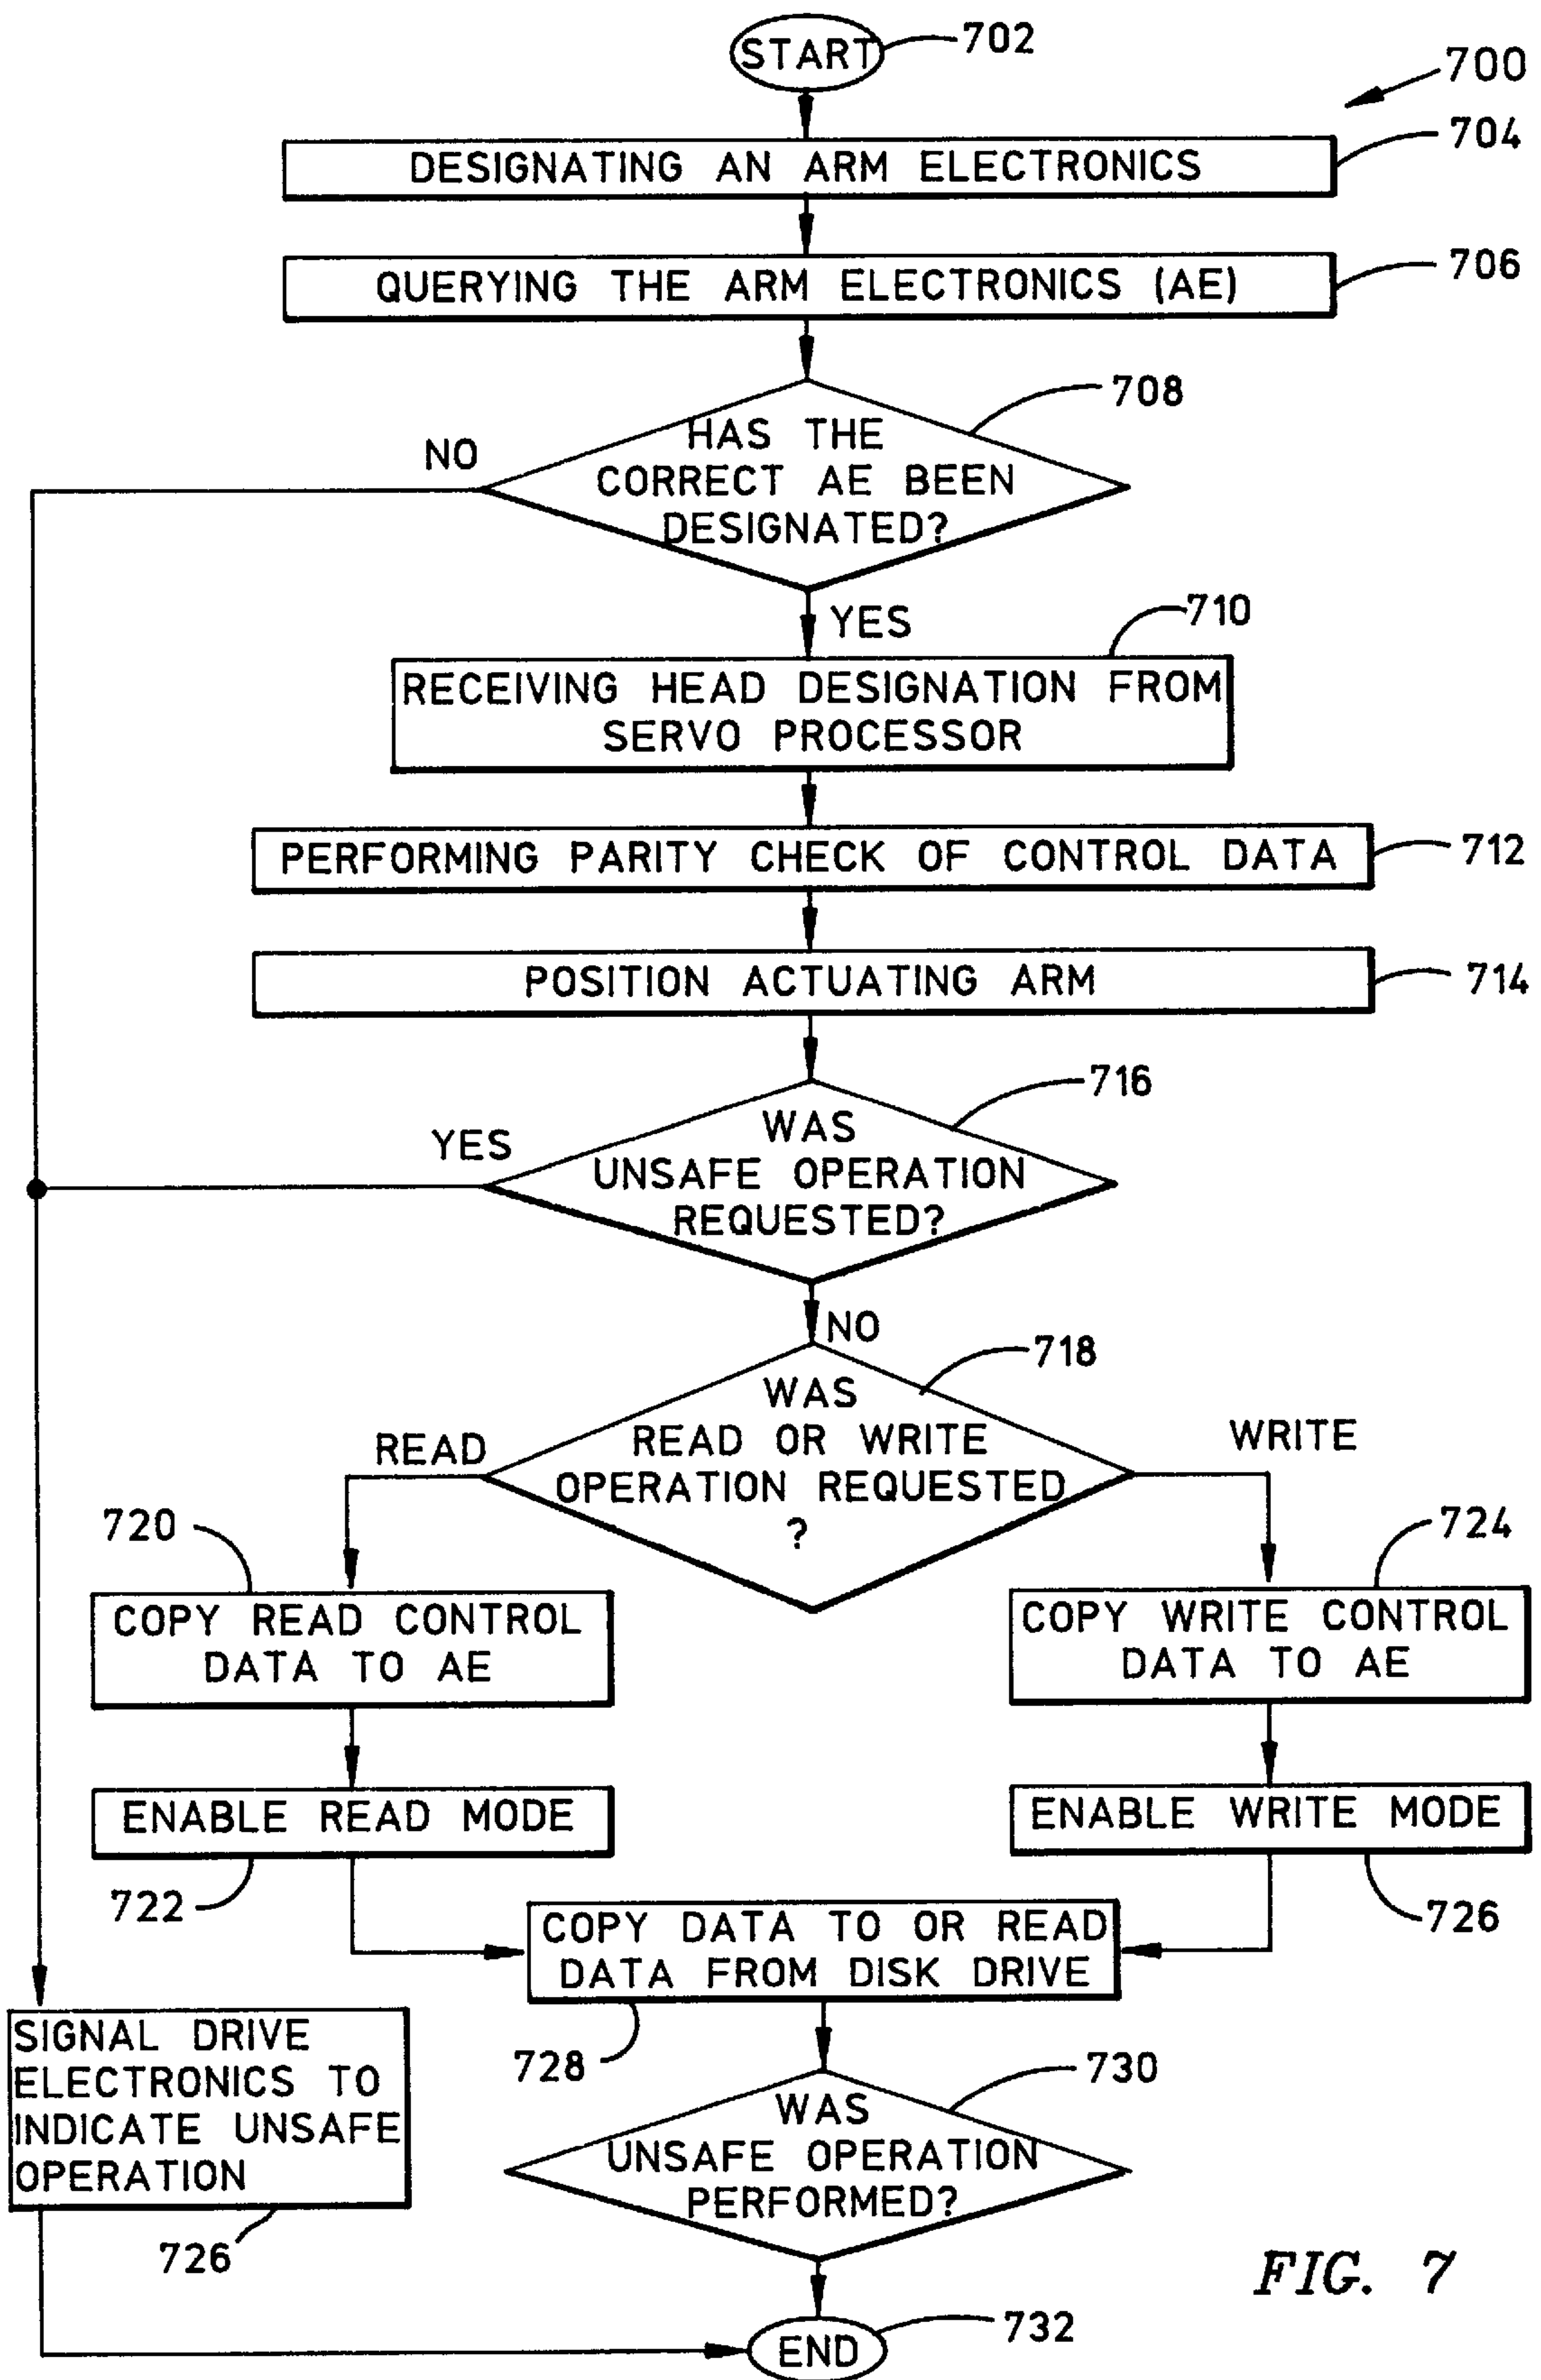 START
702
700
DESIGNATING AN ARM ELECTRONICS
704
QUERYING THE ARM ELECTRONICS (AE)
706
708
HAS THE
CORRECT AE BEEN
DESIGNATED?
NO
YES
710
RECEIVING HEAD DESIGNATION FROM
SERVO PROCESSOR
PERFORMING PARITY CHECK OF CONTROL DATA
712
POSITION ACTUATING ARM
714
716
WAS
UNSAFE OPERATION
REQUESTED?
YES
NO
718
WAS
READ OR WRITE
OPERATION REQUESTED
?
READ
WRITE
720
COPY READ CONTROL
DATA TO AE
724
COPY WRITE CONTROL
DATA TO AE
ENABLE READ MODE
722
ENABLE WRITE MODE
726
COPY DATA TO OR READ
DATA FROM DISK DRIVE
728
SIGNAL DRIVE
ELECTRONICS TO
INDICATE UNSAFE
OPERATION
726
730
WAS
UNSAFE OPERATION
PERFORMED?
END
732
FIG. 7